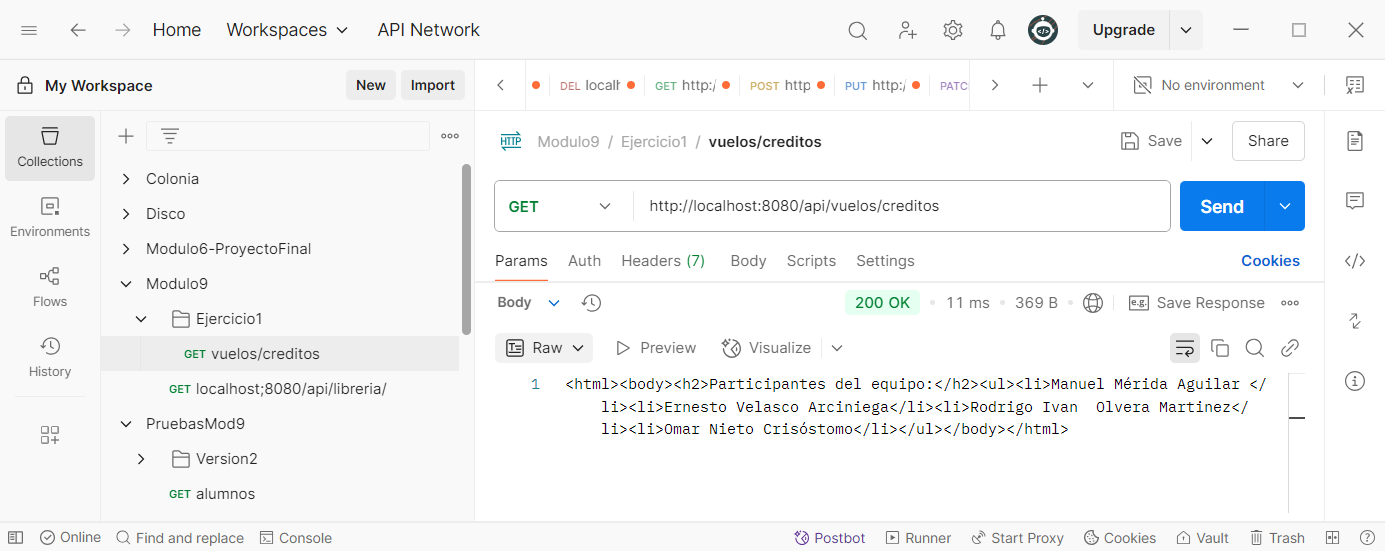 Home Workspaces API Network Upgrade
My Workspace New Import
DEL localh GET http:/ POST http PUT http:/ PATC No environment
Collections
Environments
Flows
History
Colonia
Disco
Modulo6-ProyectoFinal
Modulo9
Ejercicio1
GET vuelos/creditos
GET localhost;8080/api/libreria/
PruebasMod9
Version2
GET alumnos
HTTP Modulo9 / Ejercicio1 / vuelos/creditos Save Share
GET http://localhost:8080/api/vuelos/creditos Send
Params Auth Headers (7) Body Scripts Settings Cookies
Body 200 OK 11 ms 369 B e.g. Save Response
Raw Preview Visualize
1 <html><body><h2>Participantes del equipo:</h2><ul><li>Manuel Mérida Aguilar </
li><li>Ernesto Velasco Arciniega</li><li>Rodrigo Ivan  Olvera Martinez</
li><li>Omar Nieto Crisóstomo</li></ul></body></html>
Online Find and replace Console Postbot Runner Start Proxy Cookies Vault Trash